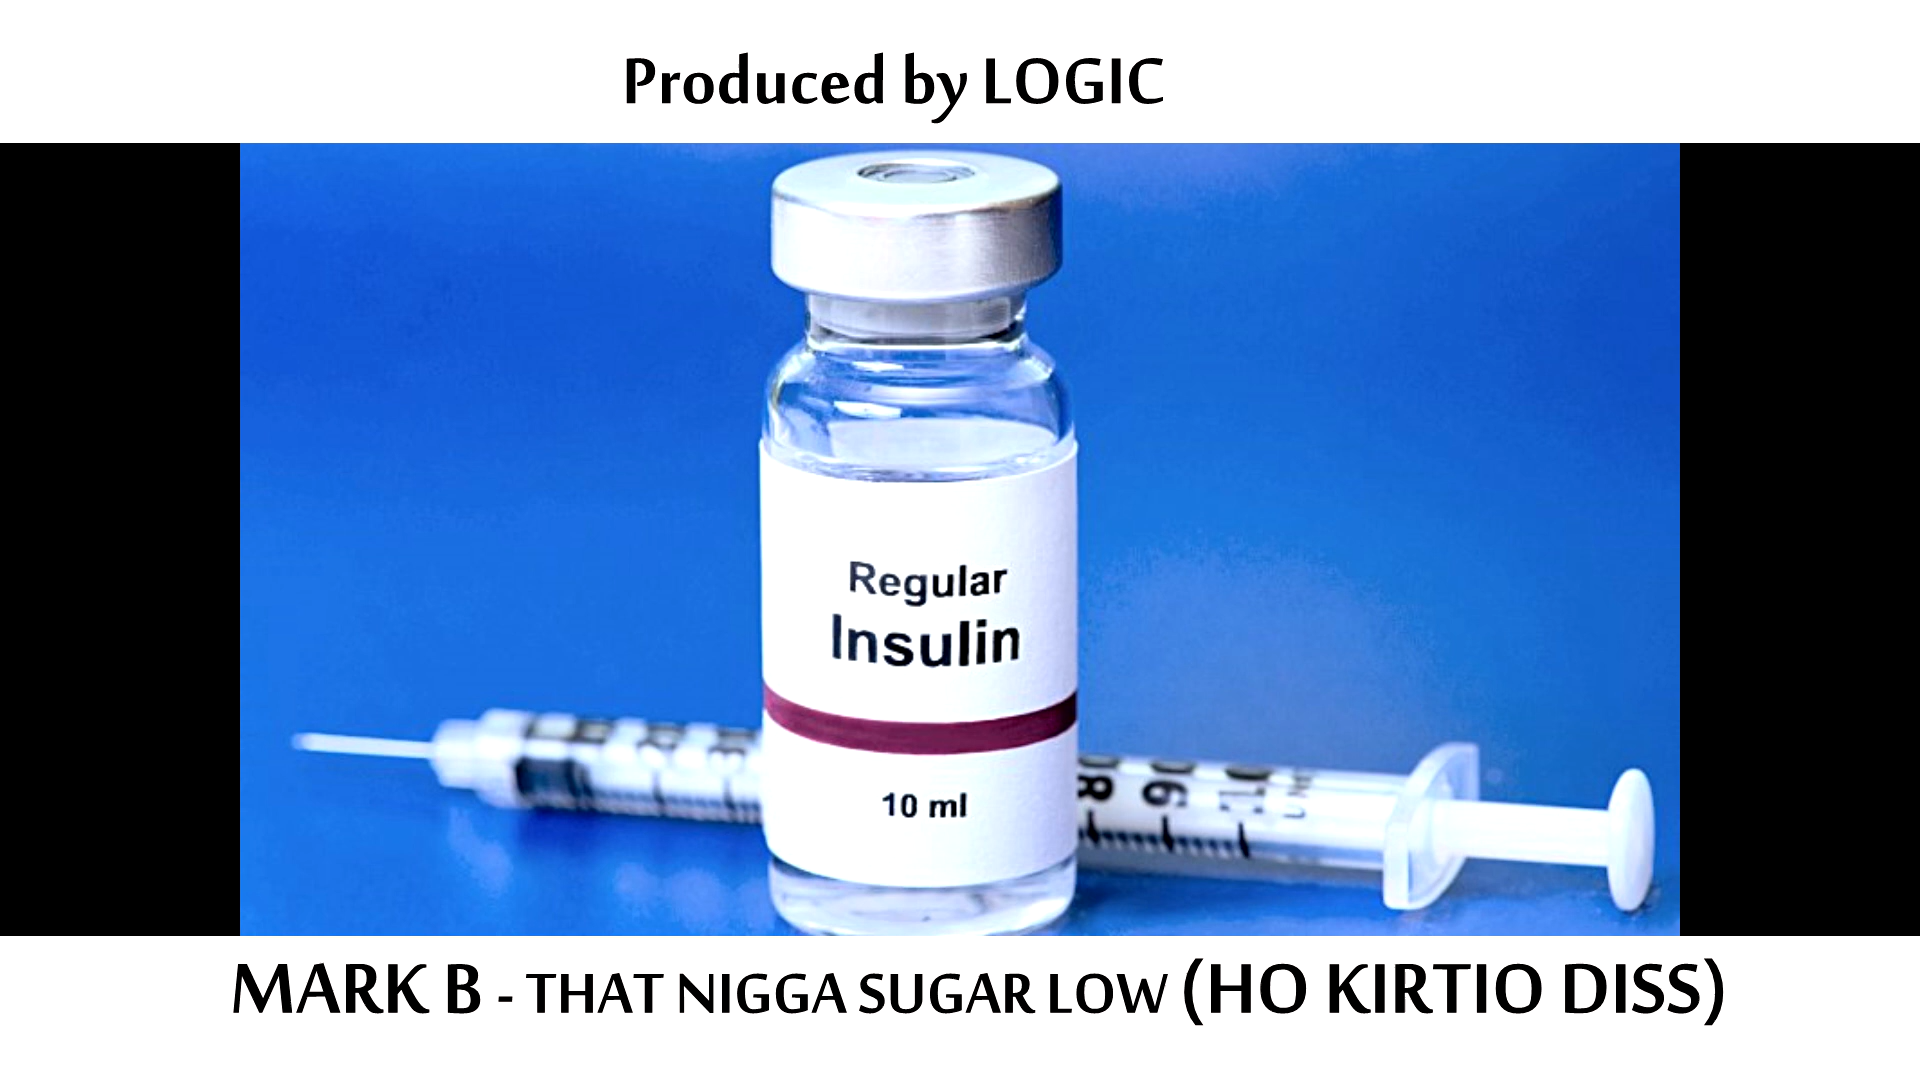 Produced by LOGIC
Regular
Insulin
10 ml
MARK B - THAT NIGGA SUGAR LOW (HO KIRTIO DISS)